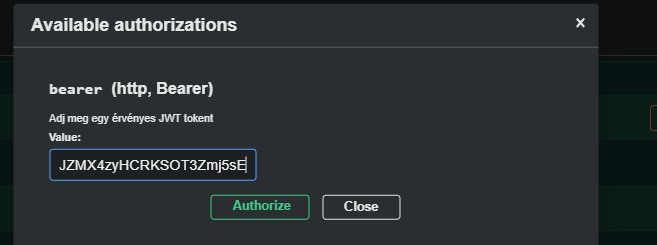 Available authorizations
×
bearer (http, Bearer)
Adj meg egy érvényes JWT tokent
Value:
JZMX4zyHCRKSOT3Zmj5sE
Authorize
Close